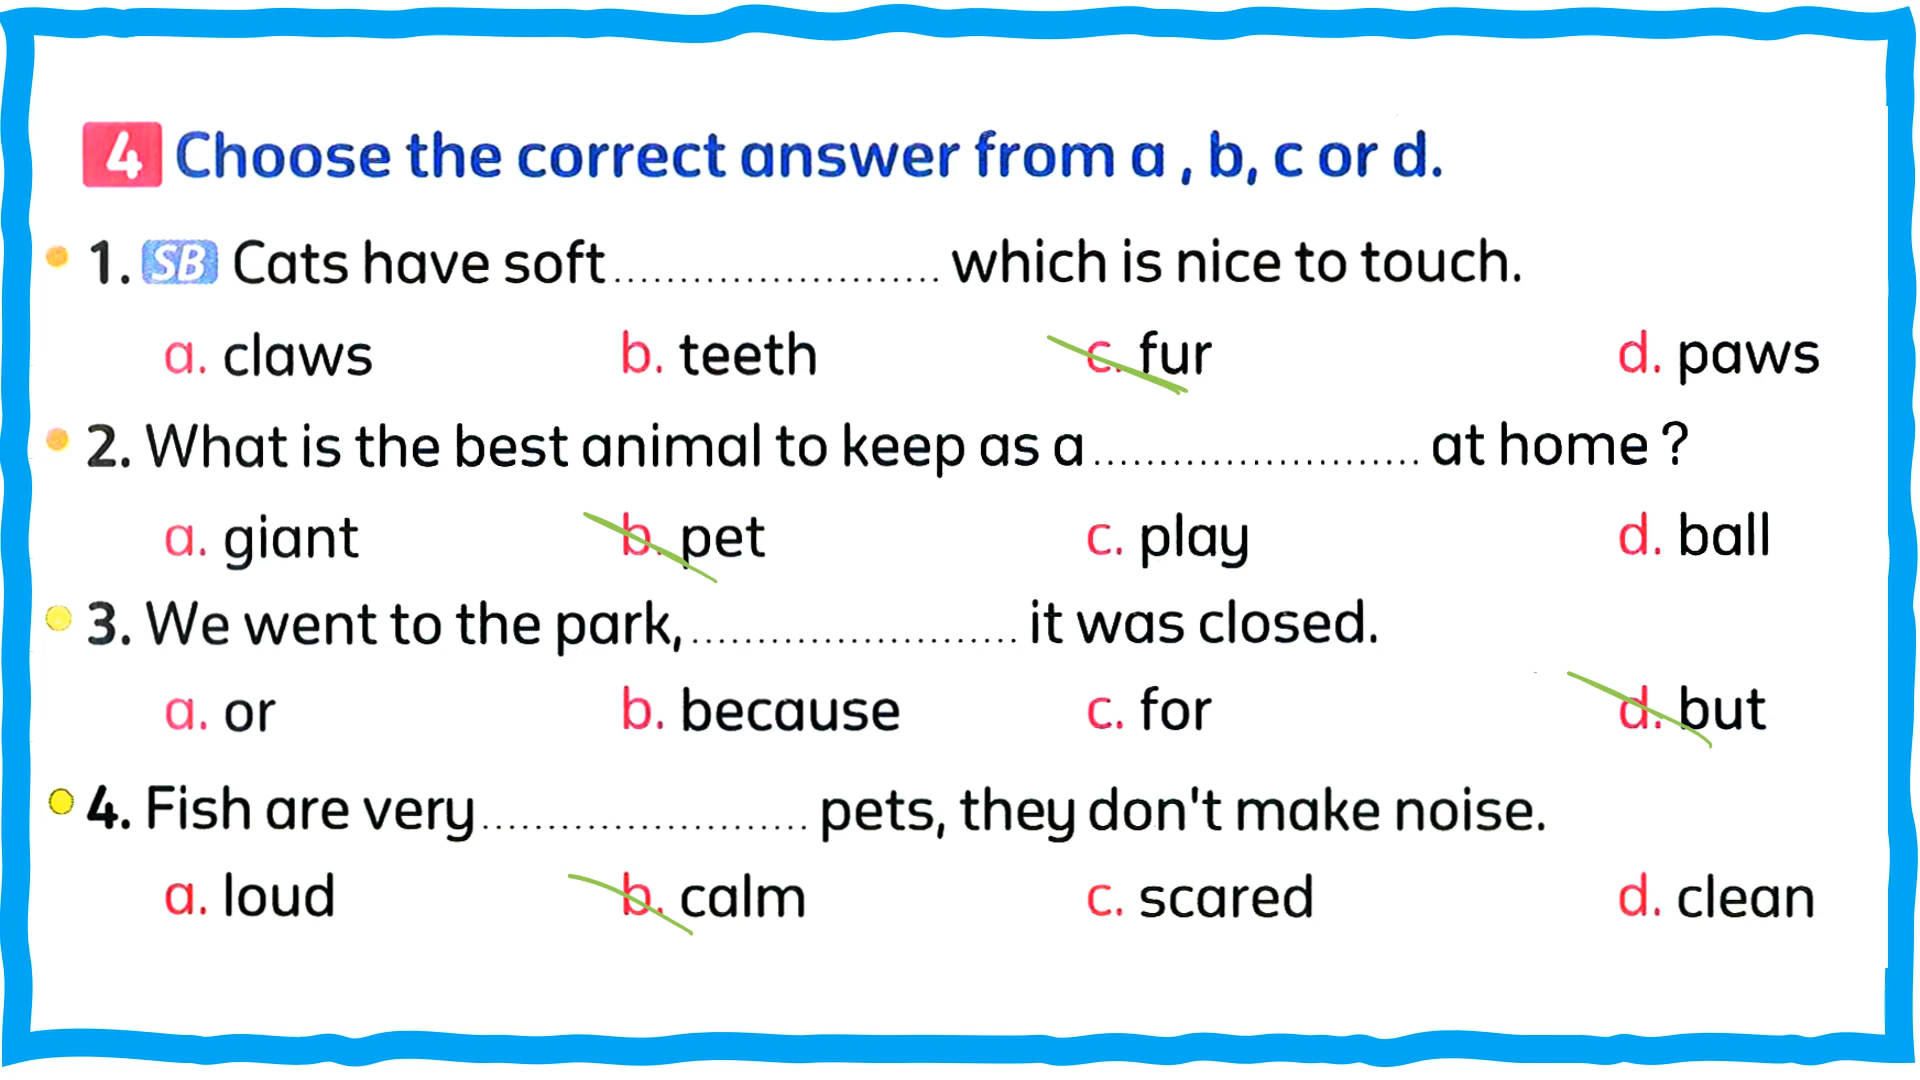 4 Choose the correct answer from a , b, c or d.
1. SB Cats have soft........................ which is nice to touch.
a. claws b. teeth c. fur d. paws
2. What is the best animal to keep as a........................ at home ?
a. giant b. pet c. play d. ball
3. We went to the park,........................ it was closed.
a. or b. because c. for d. but
4. Fish are very........................ pets, they don't make noise.
a. loud b. calm c. scared d. clean